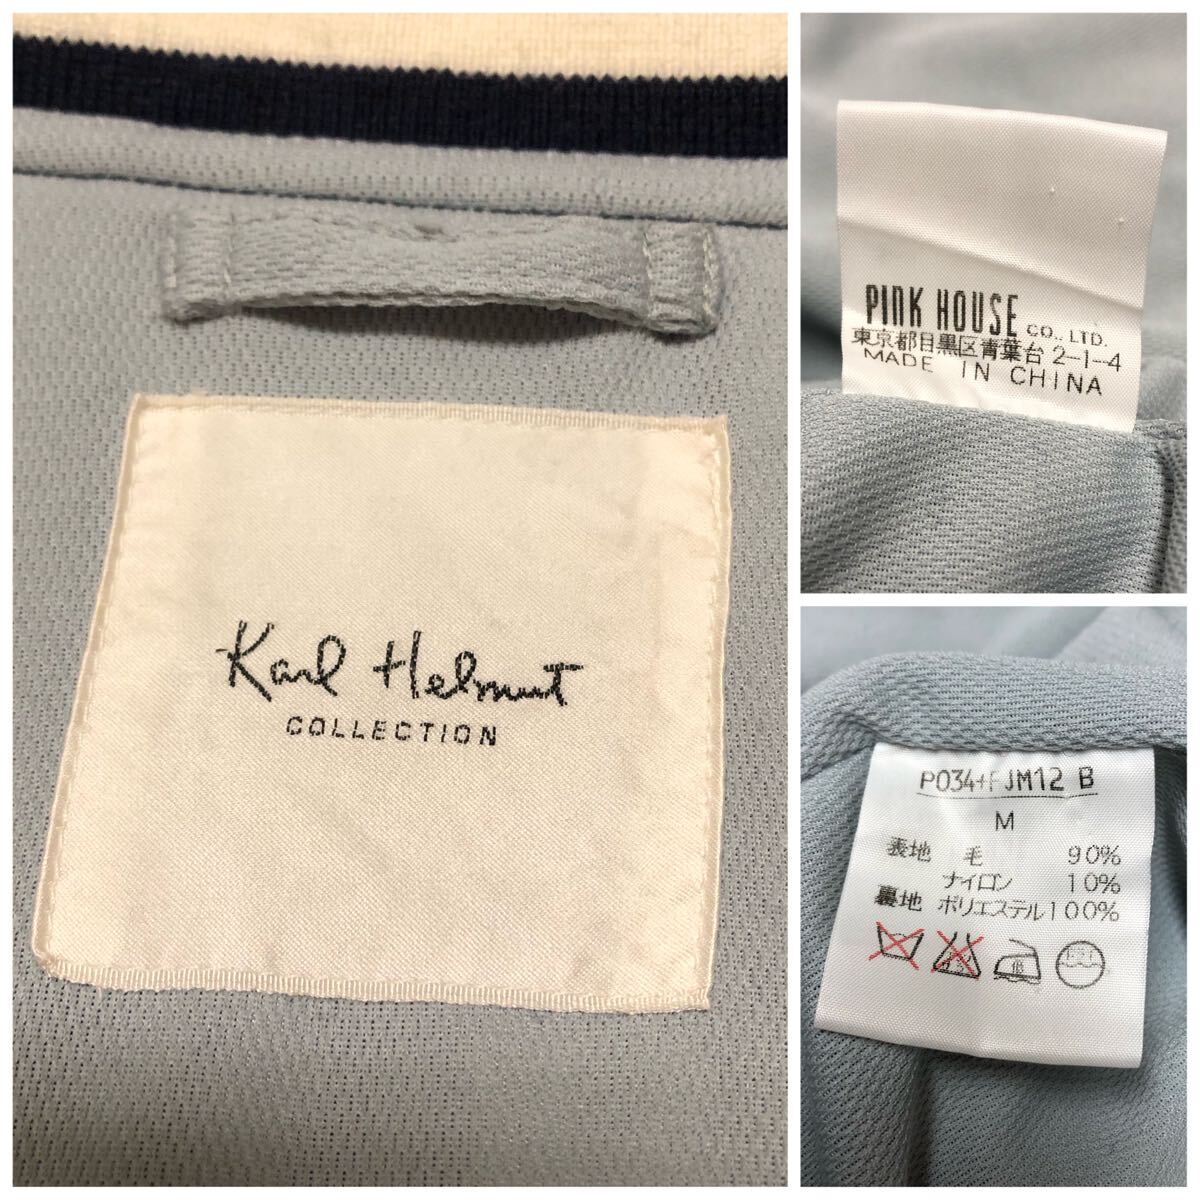 Karl Helmut
COLLECTION
PINK HOUSE CO., LTD.
東京都目黒区青葉台2-1-4
MADE IN CHINA
P034+FJM12 B
M
表地 毛 90%
ナイロン 10%
裏地 ポリエステル100%